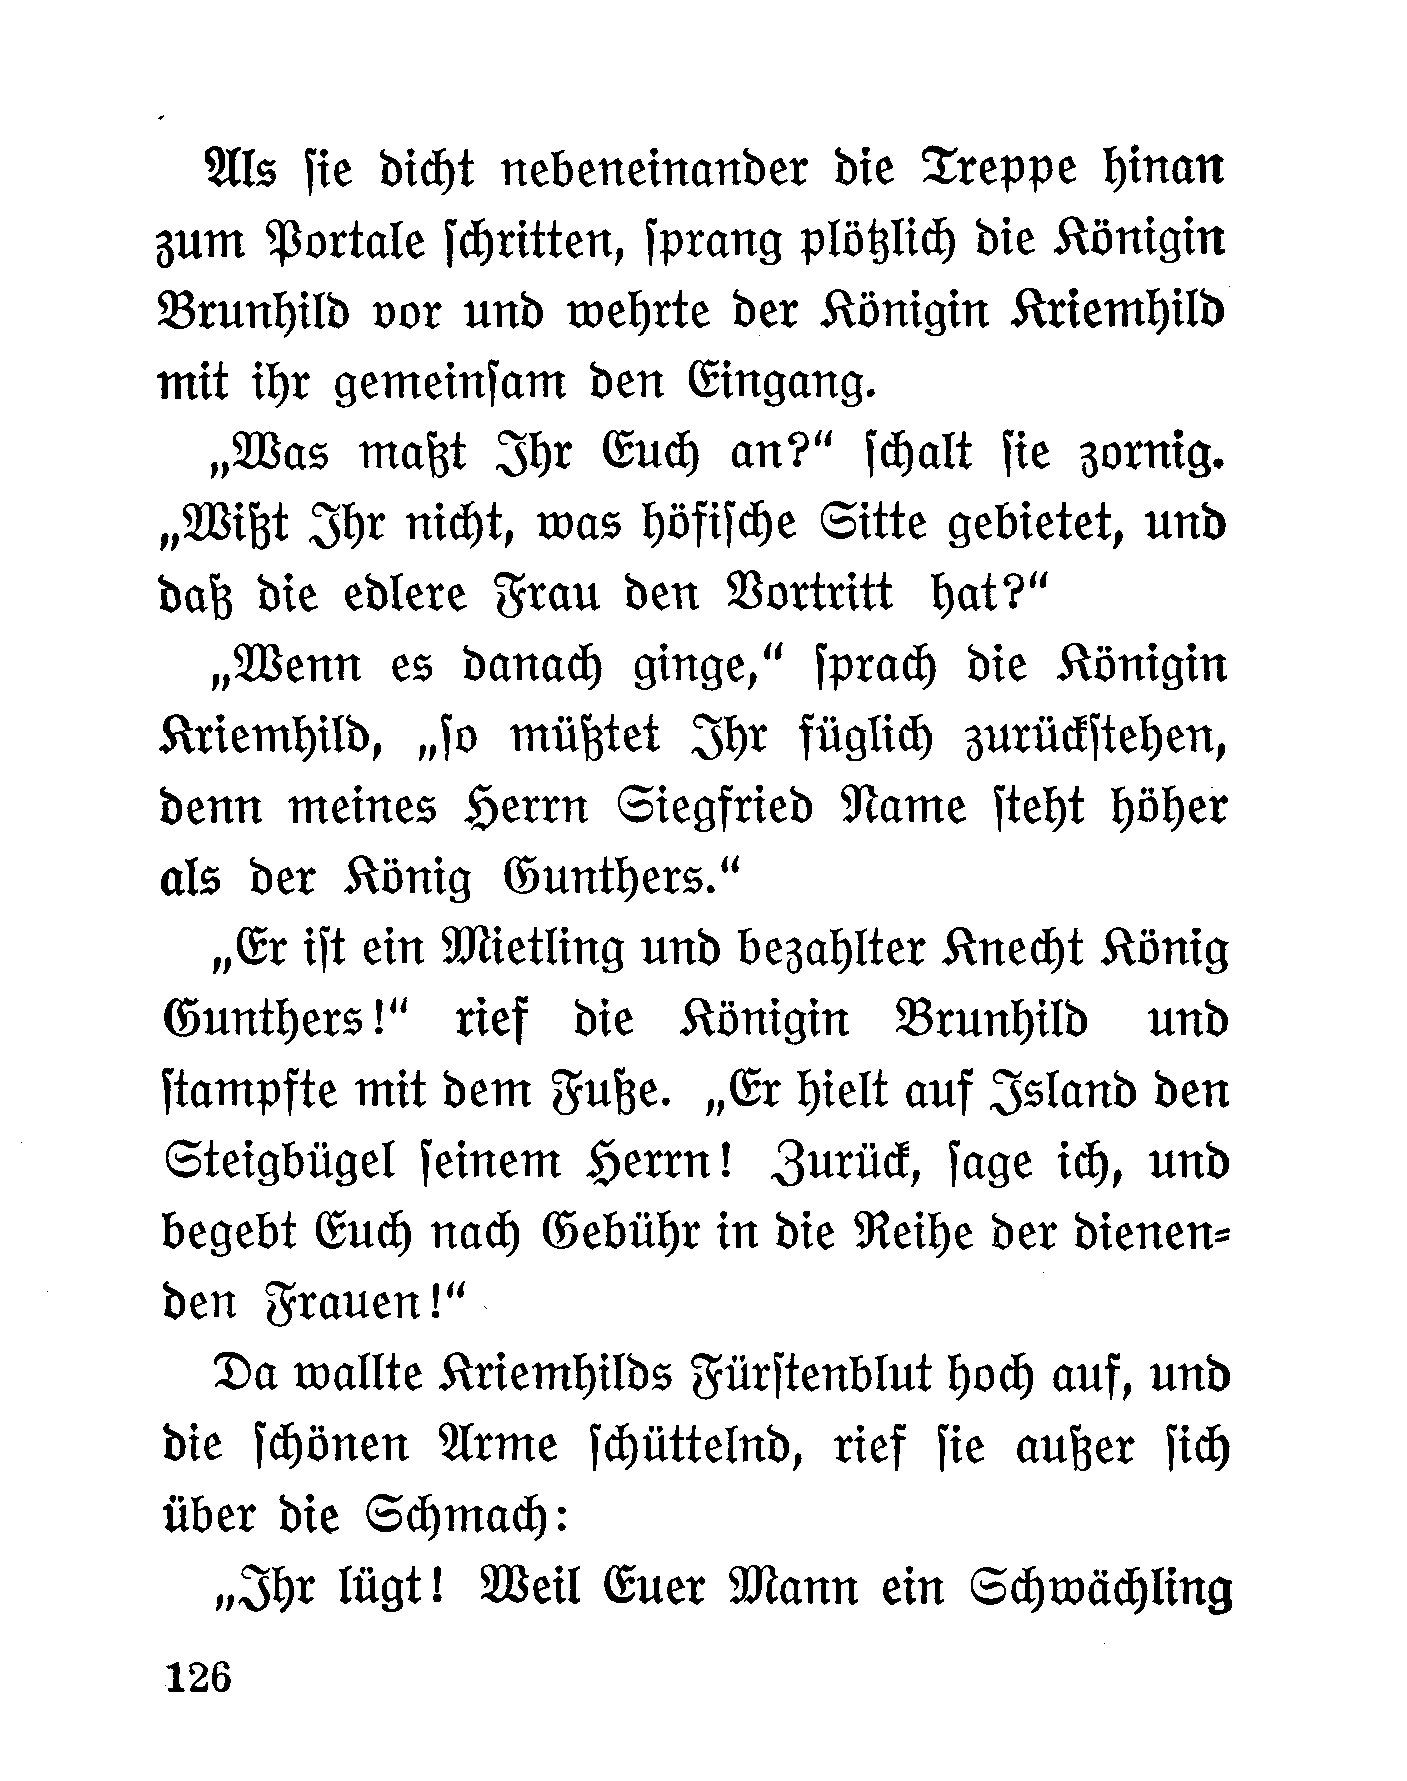 Als sie dicht nebeneinander die Treppe hinan
zum Portale schritten, sprang plötzlich die Königin
Brunhild vor und wehrte der Königin Kriemhild
mit ihr gemeinsam den Eingang.
„Was maßt Ihr Euch an?“ schalt sie zornig.
„Wißt Ihr nicht, was höfische Sitte gebietet, und
daß die edlere Frau den Vortritt hat?“
„Wenn es danach ginge,“ sprach die Königin
Kriemhild, „so müßtet Ihr füglich zurückstehen,
denn meines Herrn Siegfried Name steht höher
als der König Gunthers.“
„Er ist ein Mietling und bezahlter Knecht König
Gunthers!“ rief die Königin Brunhild und
stampfte mit dem Fuße. „Er hielt auf Island den
Steigbügel seinem Herrn! Zurück, sage ich, und
begebt Euch nach Gebühr in die Reihe der dienen-
den Frauen!“
Da wallte Kriemhilds Fürstenblut hoch auf, und
die schönen Arme schüttelnd, rief sie außer sich
über die Schmach:
„Ihr lügt! Weil Euer Mann ein Schwächling
126